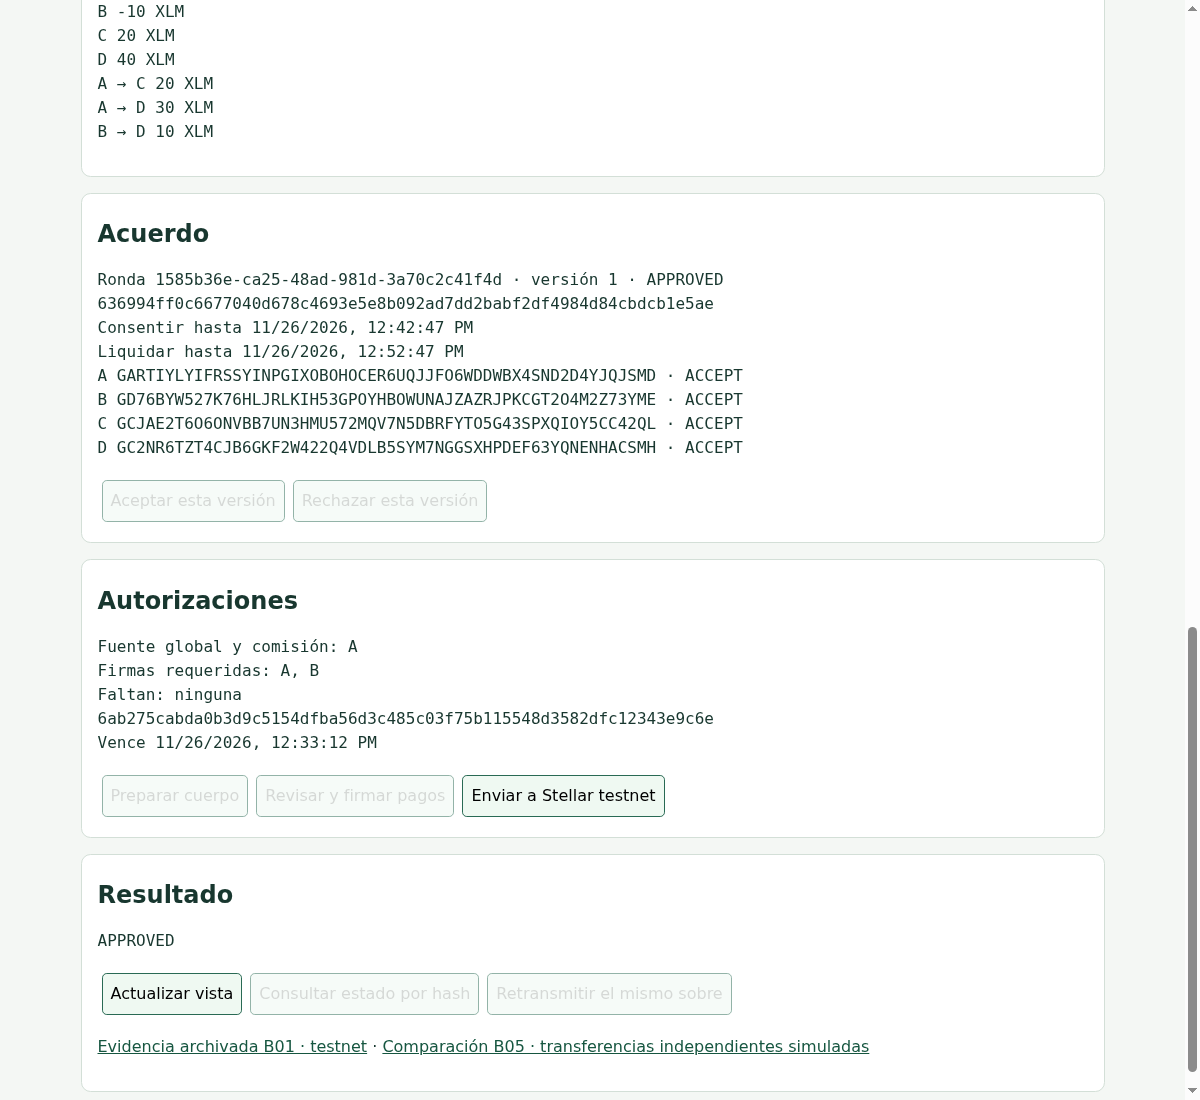 B -10 XLM
C 20 XLM
D 40 XLM
A → C 20 XLM
A → D 30 XLM
B → D 10 XLM
Acuerdo
Ronda 1585b36e-ca25-48ad-981d-3a70c2c41f4d · versión 1 · APPROVED
636994ff0c6677040d678c4693e5e8b092ad7dd2babf2df4984d84cbdcb1e5ae
Consentir hasta 11/26/2026, 12:42:47 PM
Liquidar hasta 11/26/2026, 12:52:47 PM
A GARTIYLYIFRSSYINPGIXOBOHOCER6UQJJFO6WDDWBX4SND2D4YJQJSMD · ACCEPT
B GD76BYW527K76HLJRLKIH53GPOYHBOWUNAJZAZRJPKCGT2O4M2Z73YME · ACCEPT
C GCJAE2T6O6ONVBB7UN3HMU572MQV7N5DBRFYTO5G43SPXQIOY5CC42QL · ACCEPT
D GC2NR6TZT4CJB6GKF2W422Q4VDLB5SYM7NGGSXHPDEF63YQNENHACSMH · ACCEPT
Aceptar esta versión Rechazar esta versión
Autorizaciones
Fuente global y comisión: A
Firmas requeridas: A, B
Faltan: ninguna
6ab275cabda0b3d9c5154dfba56d3c485c03f75b115548d3582dfc12343e9c6e
Vence 11/26/2026, 12:33:12 PM
Preparar cuerpo Revisar y firmar pagos Enviar a Stellar testnet
Resultado
APPROVED
Actualizar vista Consultar estado por hash Retransmitir el mismo sobre
Evidencia archivada B01 · testnet · Comparación B05 · transferencias independientes simuladas